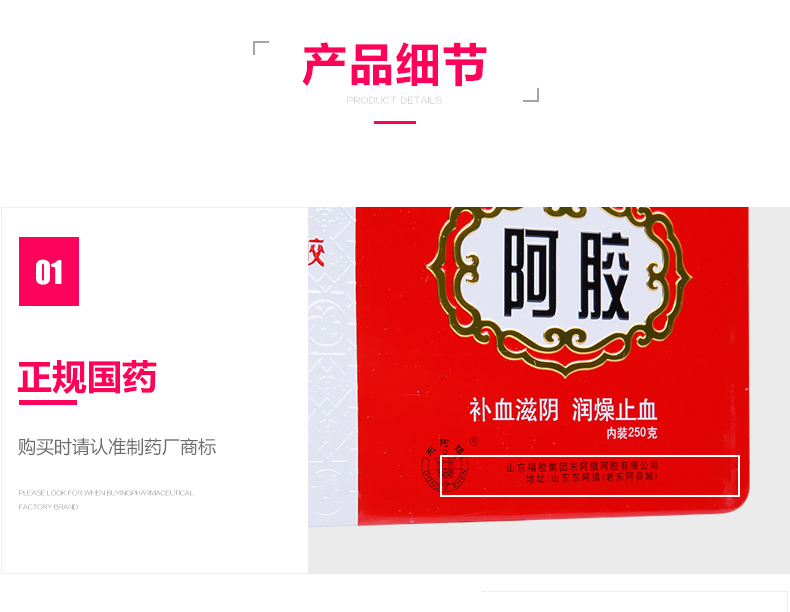 产品细节
PRODUCT DETAILS
01
正规国药
购买时请认准制药厂商标
PLEASE LOOK FOR WHEN BUYINGPHARMACEUTICAL
FACTORY BRAND
胶
阿胶
补血滋阴 润燥止血
内装250克
东阿镇®
山东福胶集团东阿镇阿胶有限公司
地址:山东东阿镇(老东阿县城)